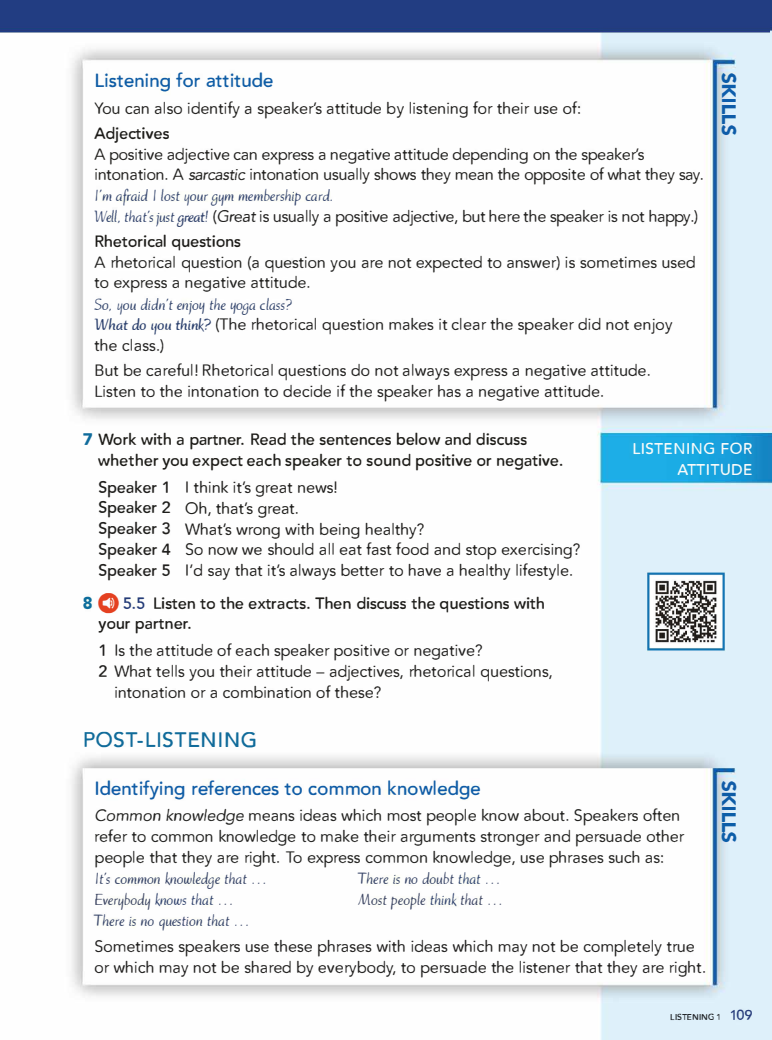 Listening for attitude
You can also identify a speaker's attitude by listening for their use of:
Adjectives
A positive adjective can express a negative attitude depending on the speaker's
intonation. A sarcastic intonation usually shows they mean the opposite of what they say.
I'm afraid I lost your gym membership card.
Well, that's just great! (Great is usually a positive adjective, but here the speaker is not happy.)
Rhetorical questions
A rhetorical question (a question you are not expected to answer) is sometimes used
to express a negative attitude.
So, you didn't enjoy the yoga class?
What do you think? (The rhetorical question makes it clear the speaker did not enjoy
the class.)
But be careful! Rhetorical questions do not always express a negative attitude.
Listen to the intonation to decide if the speaker has a negative attitude.
SKILLS
7 Work with a partner. Read the sentences below and discuss
whether you expect each speaker to sound positive or negative.
Speaker 1 I think it's great news!
Speaker 2 Oh, that's great.
Speaker 3 What's wrong with being healthy?
Speaker 4 So now we should all eat fast food and stop exercising?
Speaker 5 I'd say that it's always better to have a healthy lifestyle.
LISTENING FOR
ATTITUDE
8 5.5 Listen to the extracts. Then discuss the questions with
your partner.
1 Is the attitude of each speaker positive or negative?
2 What tells you their attitude – adjectives, rhetorical questions,
intonation or a combination of these?
POST-LISTENING
Identifying references to common knowledge
Common knowledge means ideas which most people know about. Speakers often
refer to common knowledge to make their arguments stronger and persuade other
people that they are right. To express common knowledge, use phrases such as:
It's common knowledge that ... There is no doubt that ...
Everybody knows that ... Most people think that ...
There is no question that ...
Sometimes speakers use these phrases with ideas which may not be completely true
or which may not be shared by everybody, to persuade the listener that they are right.
SKILLS
LISTENING 1 109